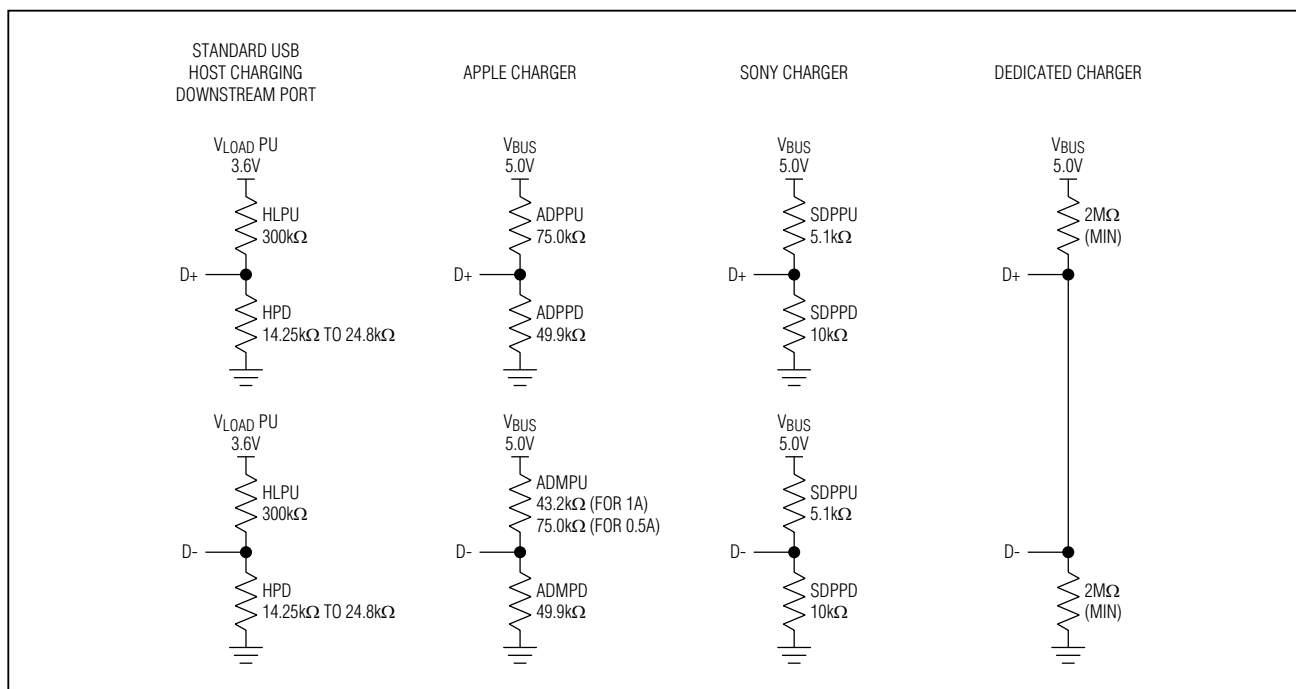 STANDARD USB
HOST CHARGING
DOWNSTREAM PORT
VLOAD PU
3.6V
HLPU
300kΩ
D+
HPD
14.25kΩ TO 24.8kΩ
VLOAD PU
3.6V
HLPU
300kΩ
D-
HPD
14.25kΩ TO 24.8kΩ
APPLE CHARGER
VBUS
5.0V
ADPPU
75.0kΩ
D+
ADPPD
49.9kΩ
VBUS
5.0V
ADMPU
43.2kΩ (FOR 1A)
75.0kΩ (FOR 0.5A)
D-
ADMPD
49.9kΩ
SONY CHARGER
VBUS
5.0V
SDPPU
5.1kΩ
D+
SDPPD
10kΩ
VBUS
5.0V
SDPPU
5.1kΩ
D-
SDPPD
10kΩ
DEDICATED CHARGER
VBUS
5.0V
2MΩ
(MIN)
D+
D-
2MΩ
(MIN)